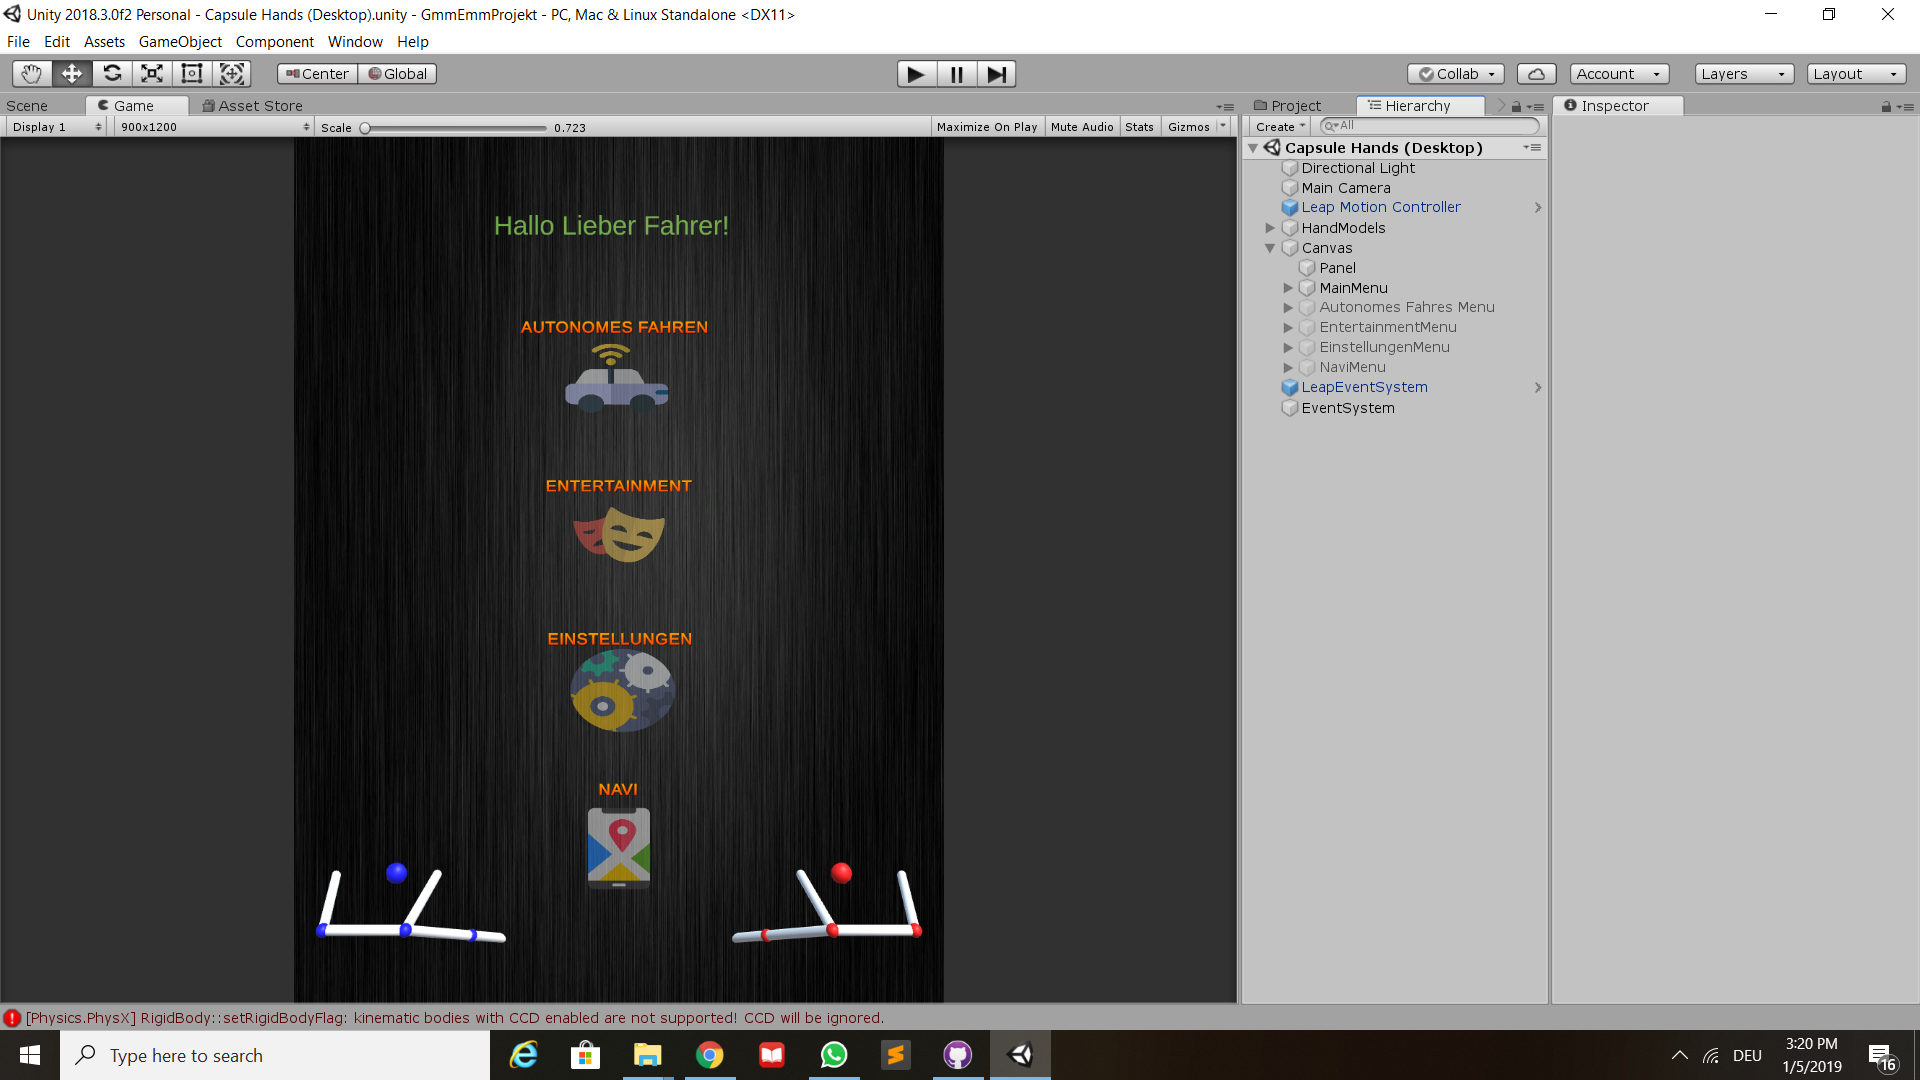 Unity 2018.3.0f2 Personal - Capsule Hands (Desktop).unity - GmmEmmProjekt - PC, Mac & Linux Standalone <DX11>
File Edit Assets GameObject Component Window Help
Center Global Collab Account Layers Layout
Scene Game Asset Store
Display 1 900x1200 Scale 0.723 Maximize On Play Mute Audio Stats Gizmos
Hallo Lieber Fahrer!
AUTONOMES FAHREN
ENTERTAINMENT
EINSTELLUNGEN
NAVI
Project Hierarchy
Create All
Capsule Hands (Desktop)
Directional Light
Main Camera
Leap Motion Controller
HandModels
Canvas
Panel
MainMenu
Autonomes Fahres Menu
EntertainmentMenu
EinstellungenMenu
NaviMenu
LeapEventSystem
EventSystem
Inspector
[Physics.PhysX] RigidBody::setRigidBodyFlag: kinematic bodies with CCD enabled are not supported! CCD will be ignored.
Type here to search
DEU
3:20 PM
1/5/2019
16